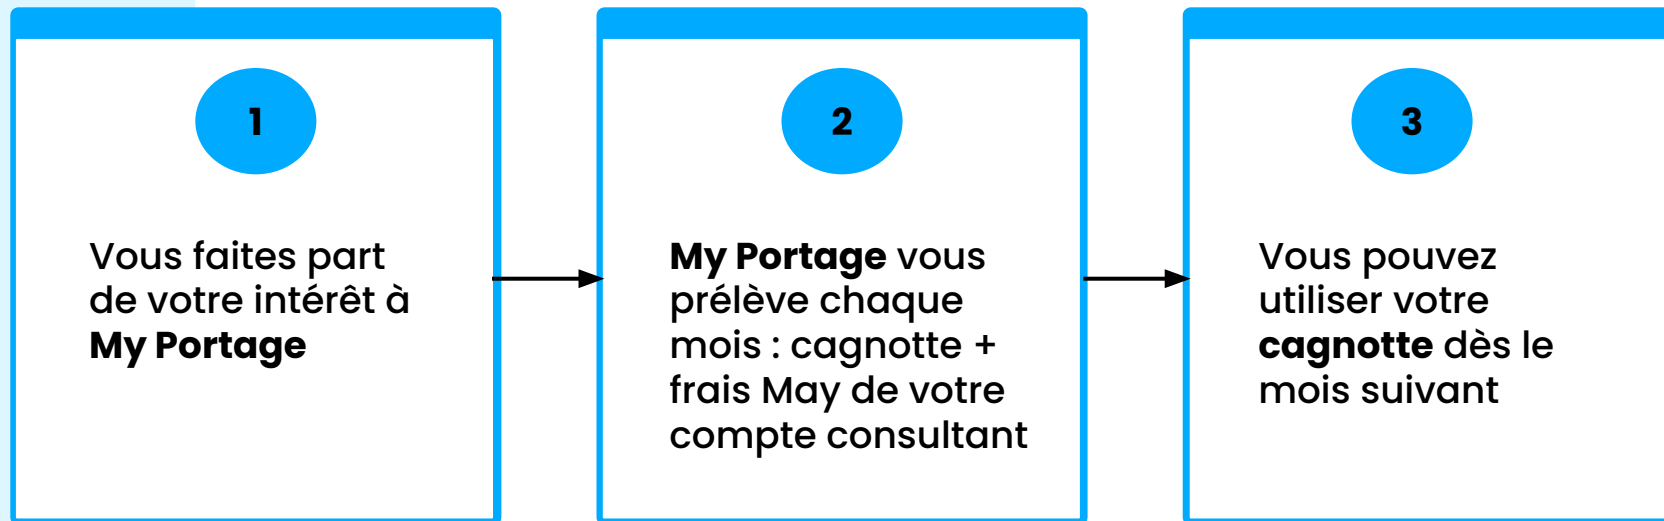 1
Vous faites part
de votre intérêt à
My Portage
2
My Portage vous
prélève chaque
mois : cagnotte +
frais May de votre
compte consultant
3
Vous pouvez
utiliser votre
cagnotte dès le
mois suivant